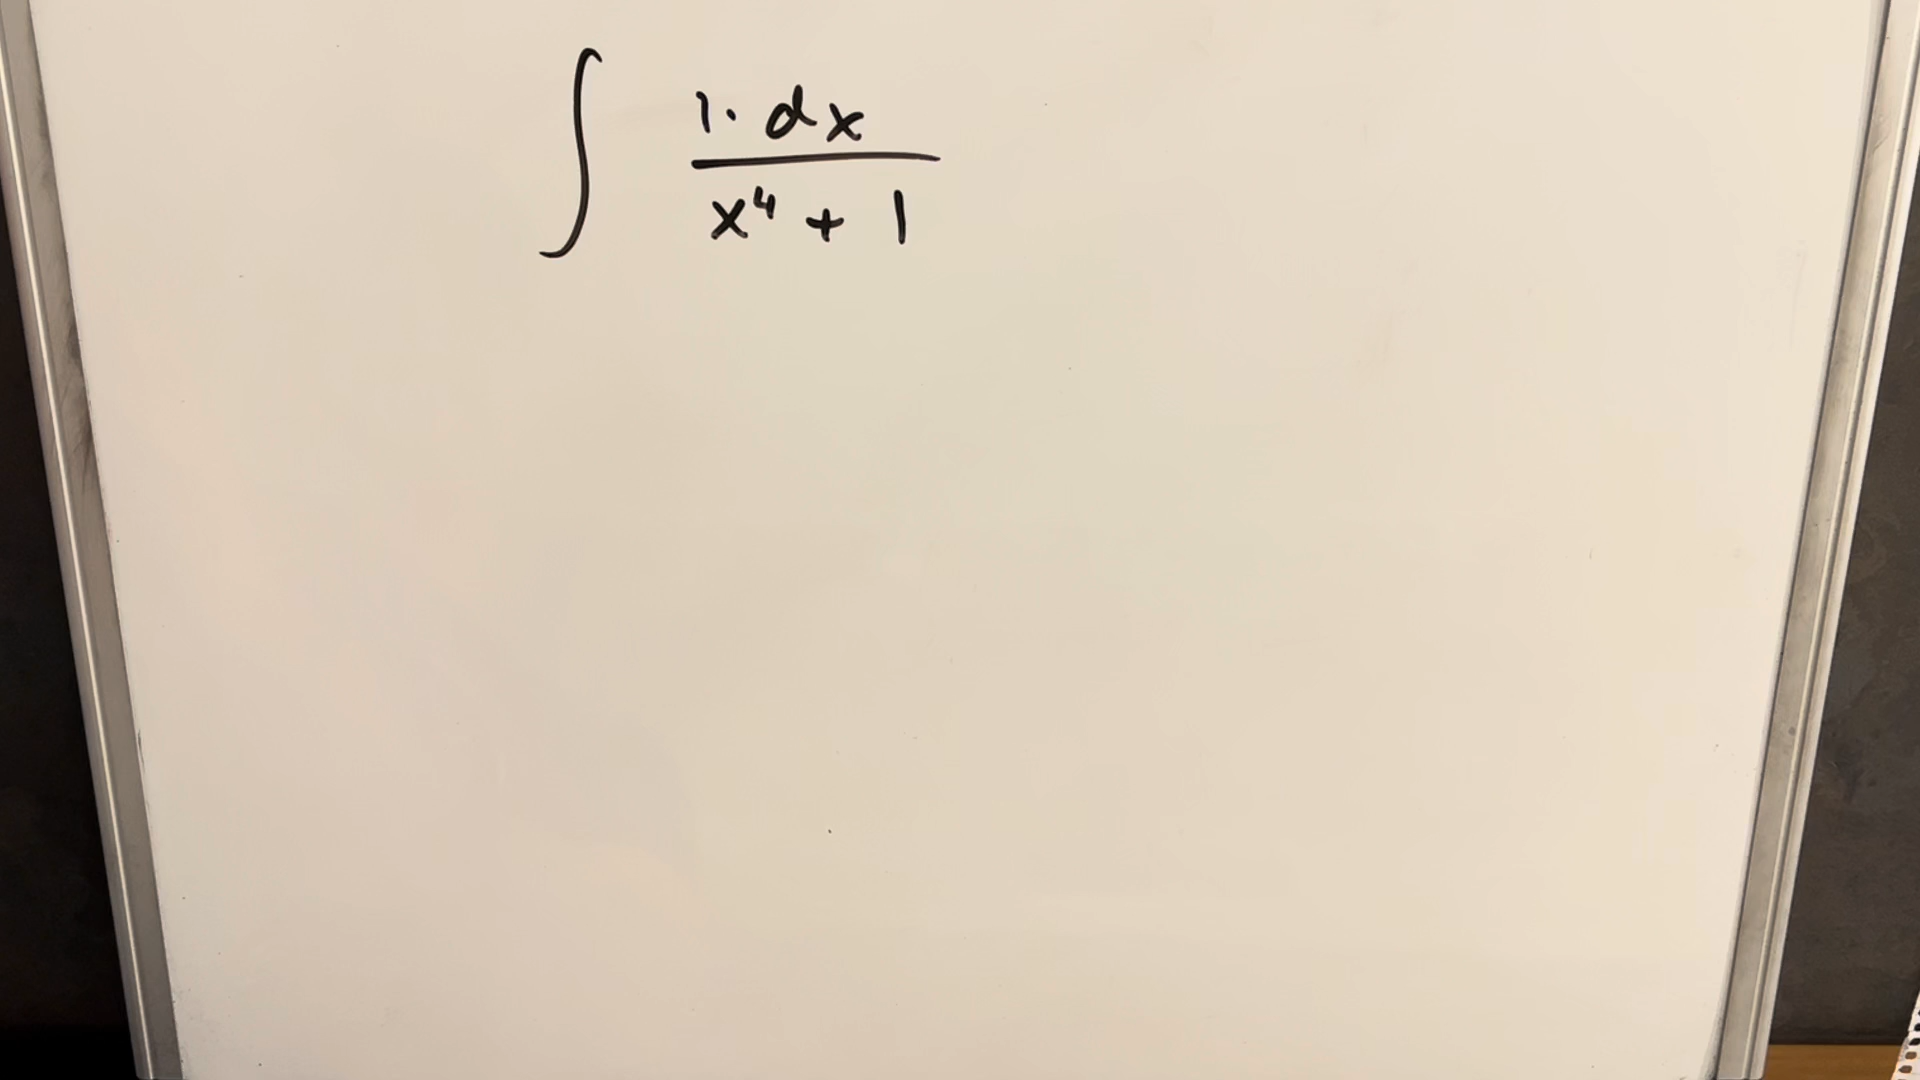 ∫ 1. dx / x⁴ + 1